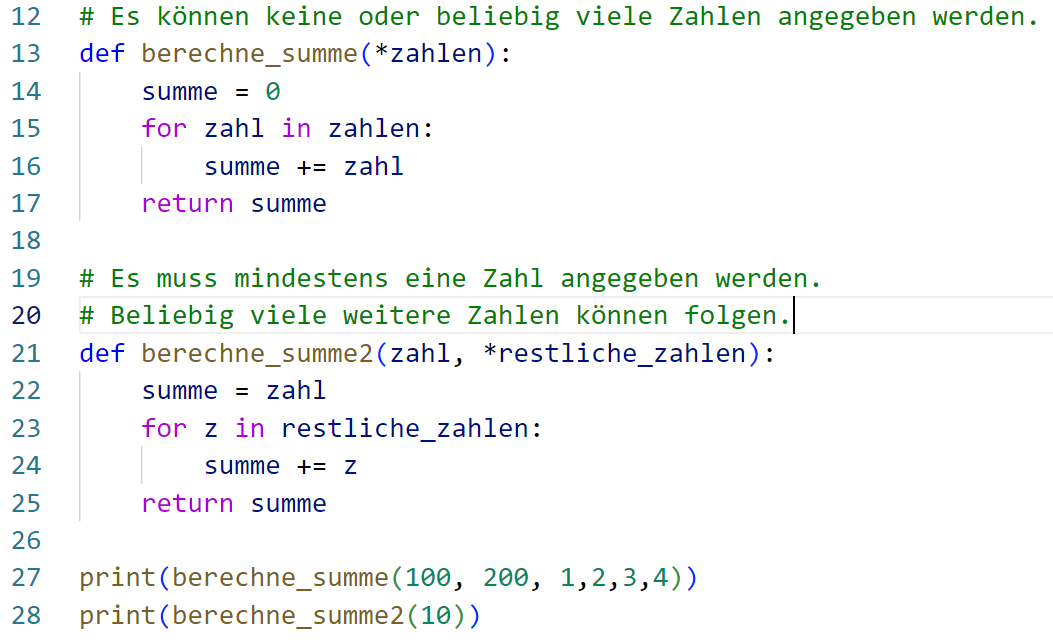 12 # Es können keine oder beliebig viele Zahlen angegeben werden.
13 def berechne_summe(*zahlen):
14     summe = 0
15     for zahl in zahlen:
16         summe += zahl
17     return summe
18
19 # Es muss mindestens eine Zahl angegeben werden.
20 # Beliebig viele weitere Zahlen können folgen.
21 def berechne_summe2(zahl, *restliche_zahlen):
22     summe = zahl
23     for z in restliche_zahlen:
24         summe += z
25     return summe
26
27 print(berechne_summe(100, 200, 1,2,3,4))
28 print(berechne_summe2(10))